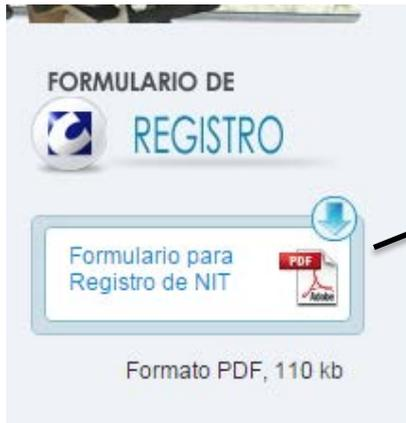 FORMULARIO DE
REGISTRO
Formulario para
Registro de NIT
PDF
Adobe
Formato PDF, 110 kb